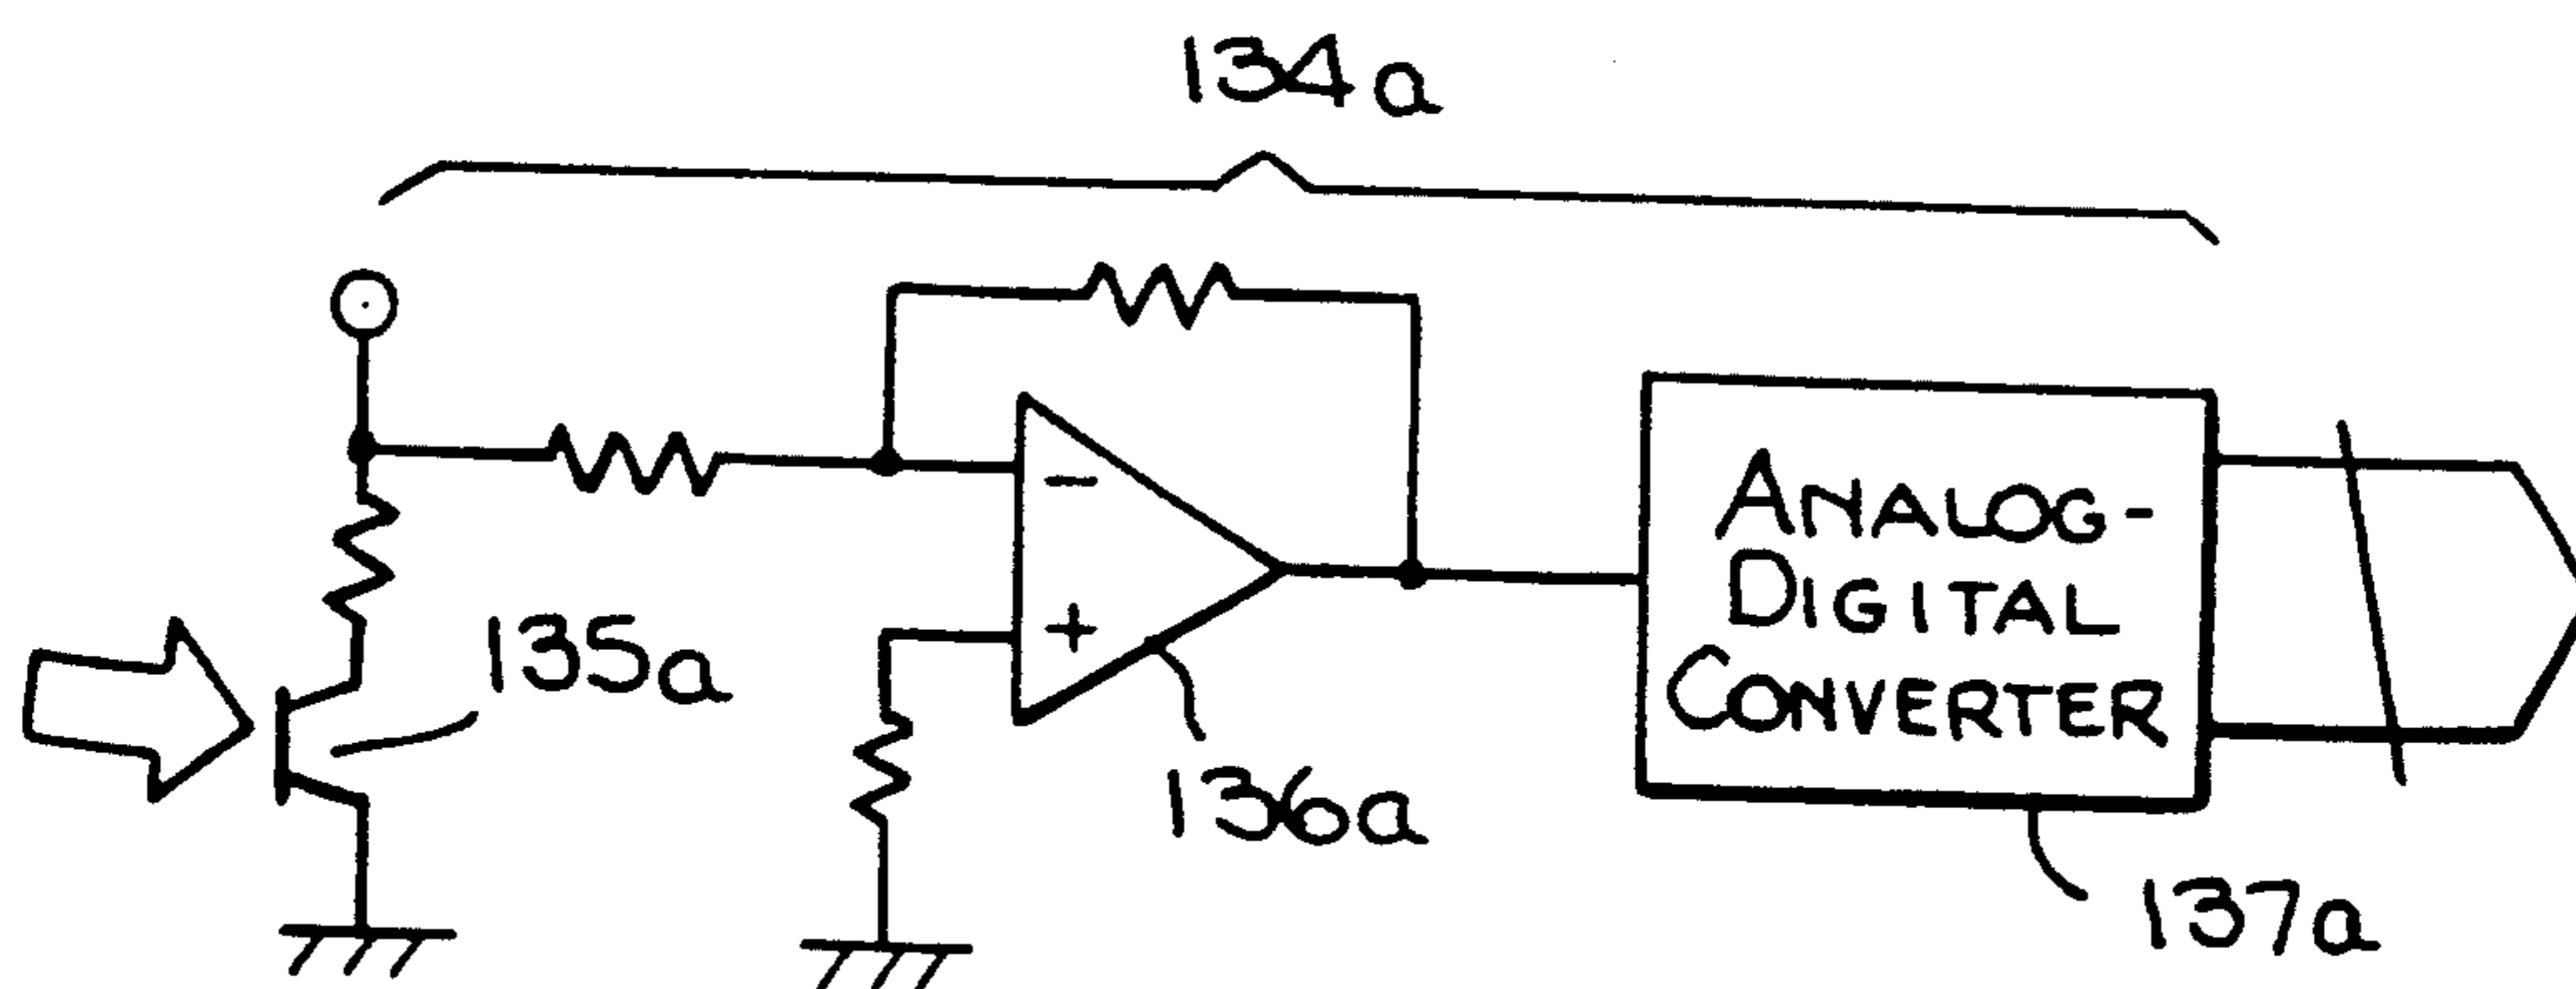 134a
135a
-
+
136a
ANALOG-
DIGITAL
CONVERTER
137a